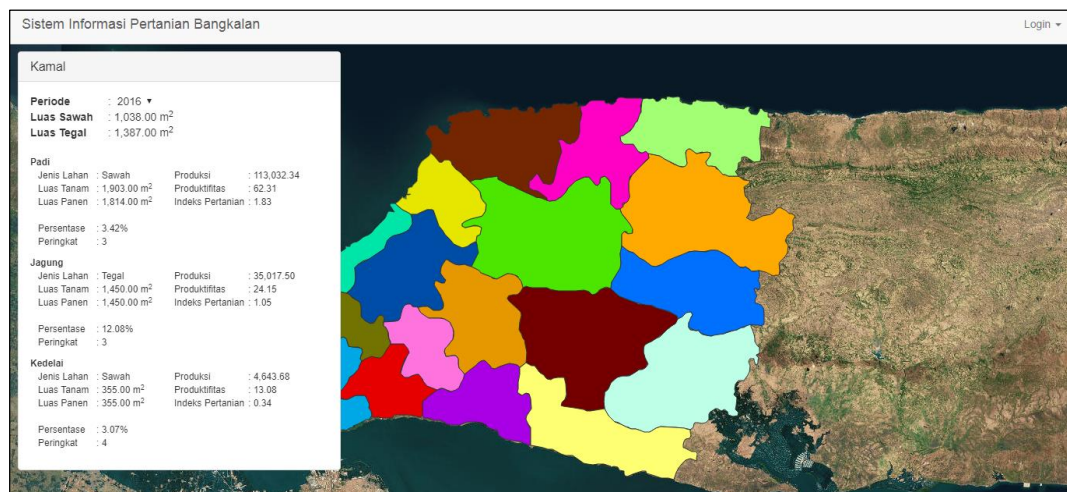 Sistem Informasi Pertanian Bangkalan
Login
Kamal
Periode : 2016
Luas Sawah : 1,038.00 m²
Luas Tegal : 1,387.00 m²
Padi
Jenis Lahan : Sawah Produksi : 113,032.34
Luas Tanam : 1,903.00 m² Produktifitas : 62.31
Luas Panen : 1,814.00 m² Indeks Pertanian : 1.83
Persentase : 3.42%
Peringkat : 3
Jagung
Jenis Lahan : Tegal Produksi : 35,017.50
Luas Tanam : 1,450.00 m² Produktifitas : 24.15
Luas Panen : 1,450.00 m² Indeks Pertanian : 1.05
Persentase : 12.08%
Peringkat : 3
Kedelai
Jenis Lahan : Sawah Produksi : 4,643.68
Luas Tanam : 355.00 m² Produktifitas : 13.08
Luas Panen : 355.00 m² Indeks Pertanian : 0.34
Persentase : 3.07%
Peringkat : 4